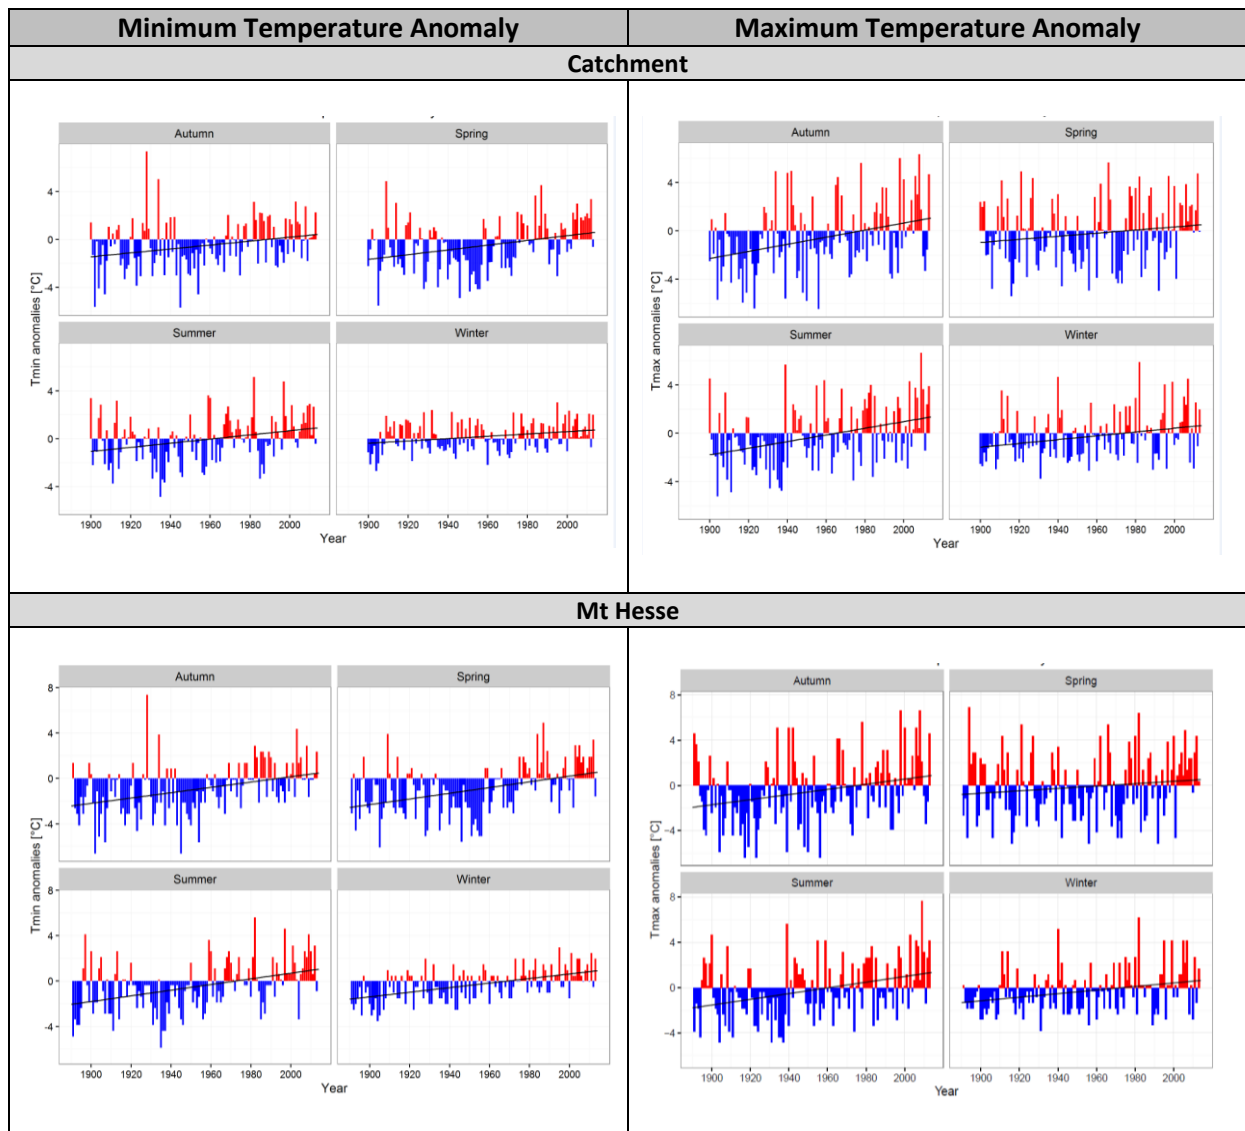 Minimum Temperature Anomaly Maximum Temperature Anomaly
Catchment
Autumn Spring
4
0
-4
Summer Winter
4
0
-4
1900 1920 1940 1960 1980 2000 1900 1920 1940 1960 1980 2000
Year
Tmin anomalies [°C]
Autumn Spring
4
0
-4
Summer Winter
4
0
-4
1900 1920 1940 1960 1980 2000 1900 1920 1940 1960 1980 2000
Year
Tmax anomalies [°C]
Mt Hesse
Autumn Spring
8
4
0
-4
Summer Winter
8
4
0
-4
1900 1920 1940 1960 1980 2000 1900 1920 1940 1960 1980 2000
Year
Tmin anomalies [°C]
Autumn Spring
8
4
0
-4
Summer Winter
8
4
0
-4
1900 1920 1940 1960 1980 2000 1900 1920 1940 1960 1980 2000
Year
Tmax anomalies [°C]